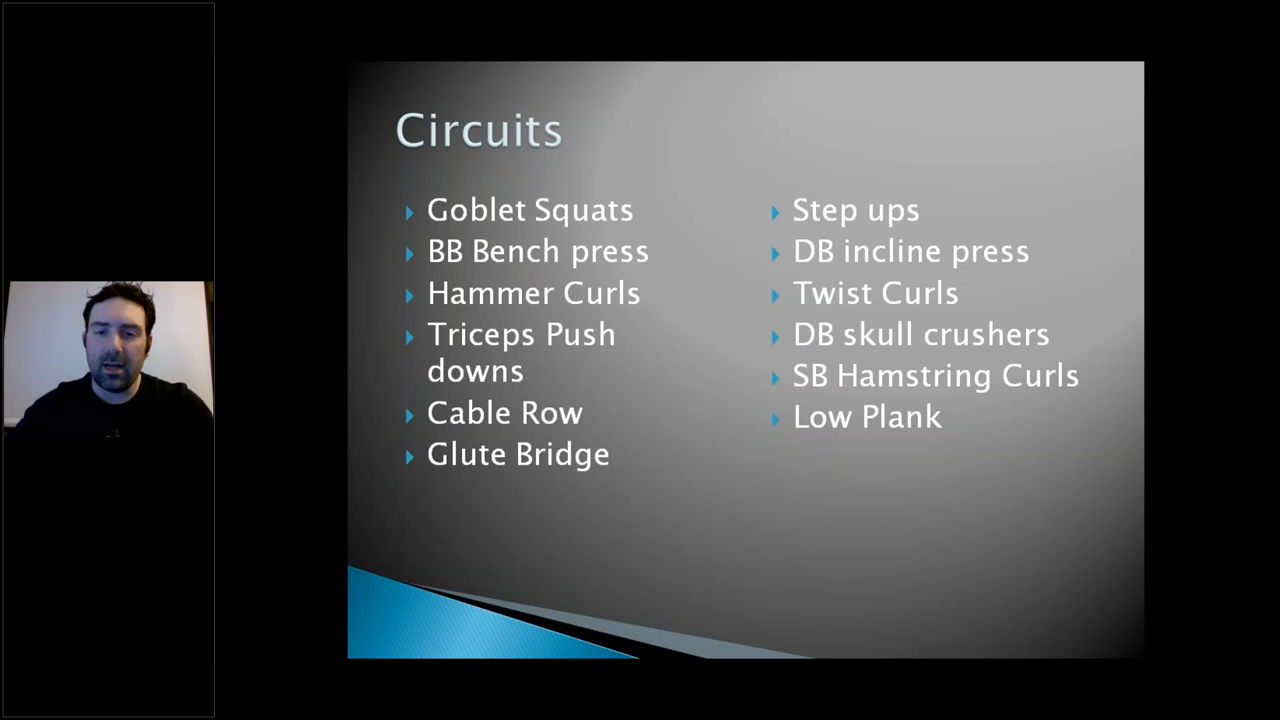 Circuits
Goblet Squats
BB Bench press
Hammer Curls
Triceps Push
downs
Cable Row
Glute Bridge
Step ups
DB incline press
Twist Curls
DB skull crushers
SB Hamstring Curls
Low Plank